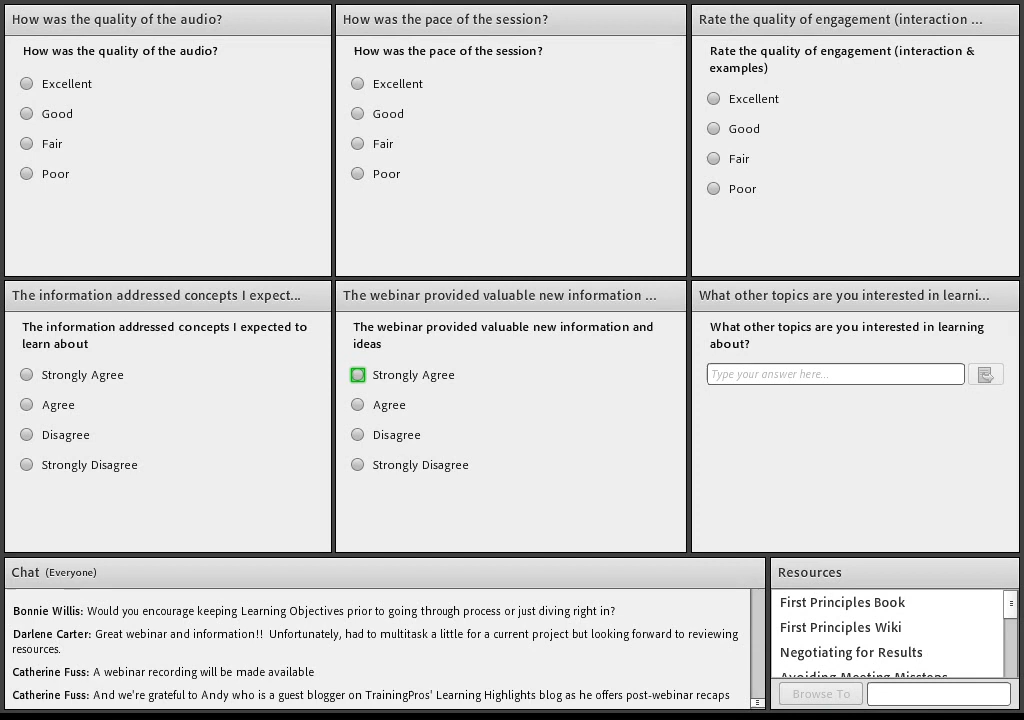 How was the quality of the audio?
How was the quality of the audio?
Excellent
Good
Fair
Poor
How was the pace of the session?
How was the pace of the session?
Excellent
Good
Fair
Poor
Rate the quality of engagement (interaction ...
Rate the quality of engagement (interaction &
examples)
Excellent
Good
Fair
Poor
The information addressed concepts I expect...
The information addressed concepts I expected to
learn about
Strongly Agree
Agree
Disagree
Strongly Disagree
The webinar provided valuable new information ...
The webinar provided valuable new information and
ideas
Strongly Agree
Agree
Disagree
Strongly Disagree
What other topics are you interested in learni...
What other topics are you interested in learning
about?
Type your answer here...
Chat (Everyone)
Bonnie Willis: Would you encourage keeping Learning Objectives prior to going through process or just diving right in?
Darlene Carter: Great webinar and information!! Unfortunately, had to multitask a little for a current project but looking forward to reviewing
resources.
Catherine Fuss: A webinar recording will be made available
Catherine Fuss: And we're grateful to Andy who is a guest blogger on TrainingPros' Learning Highlights blog as he offers post-webinar recaps
Resources
First Principles Book
First Principles Wiki
Negotiating for Results
Avoiding Meeting Missteps
Browse To